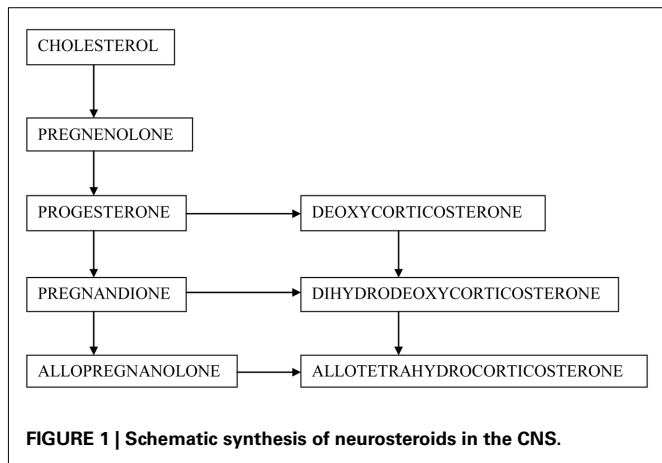 CHOLESTEROL
PREGNENOLONE
PROGESTERONE
DEOXYCORTICOSTERONE
PREGNANDIONE
DIHYDRODEOXYCORTICOSTERONE
ALLOPREGNANOLONE
ALLOTETRAHYDROCORTICOSTERONE
FIGURE 1 | Schematic synthesis of neurosteroids in the CNS.